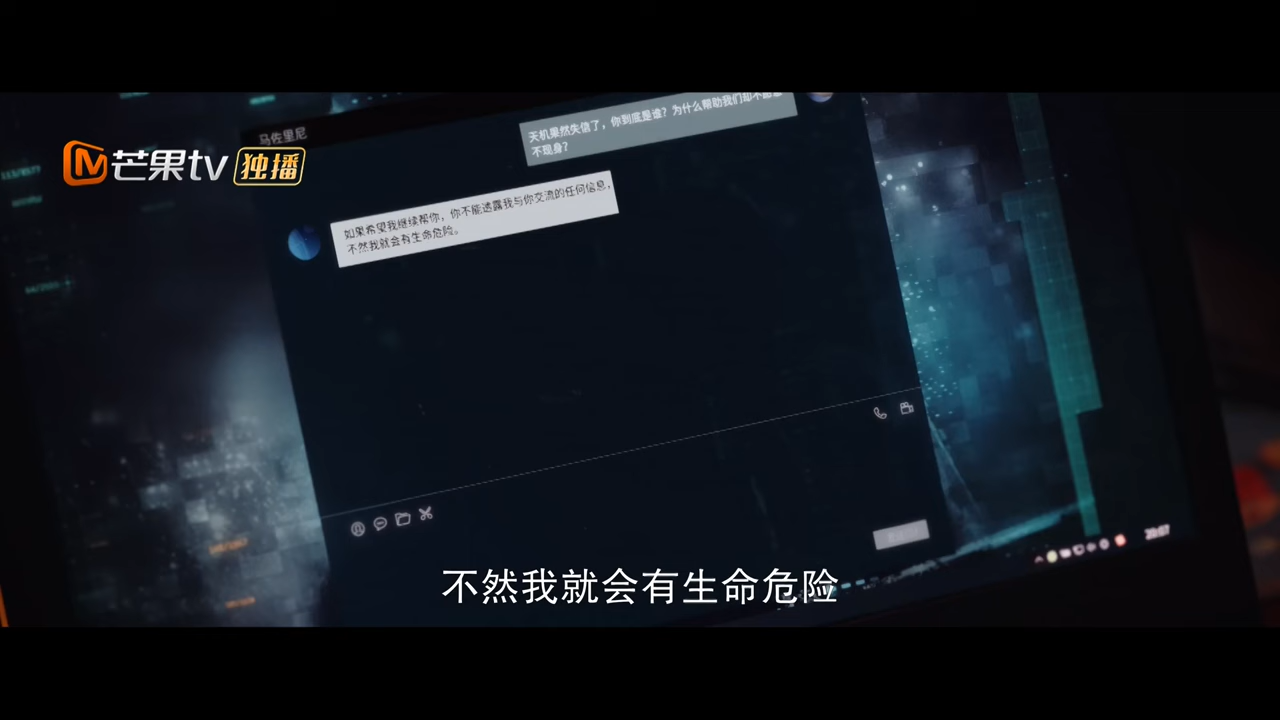 芒果tv 独播
马佐里尼
天机果然失信了，你到底是谁？为什么帮助我们却不愿意
不现身？
如果希望我继续帮你，你不能透露我与你交流的任何信息，
不然我就会有生命危险。
20:07
不然我就会有生命危险